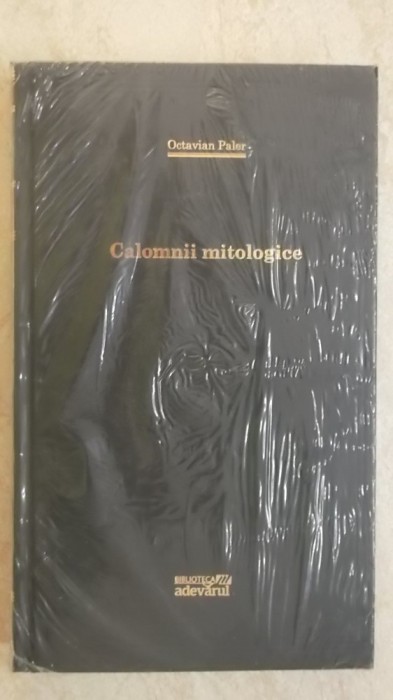 Octavian Paler
Calomnii mitologice
BIBLIOTECA
adevărul